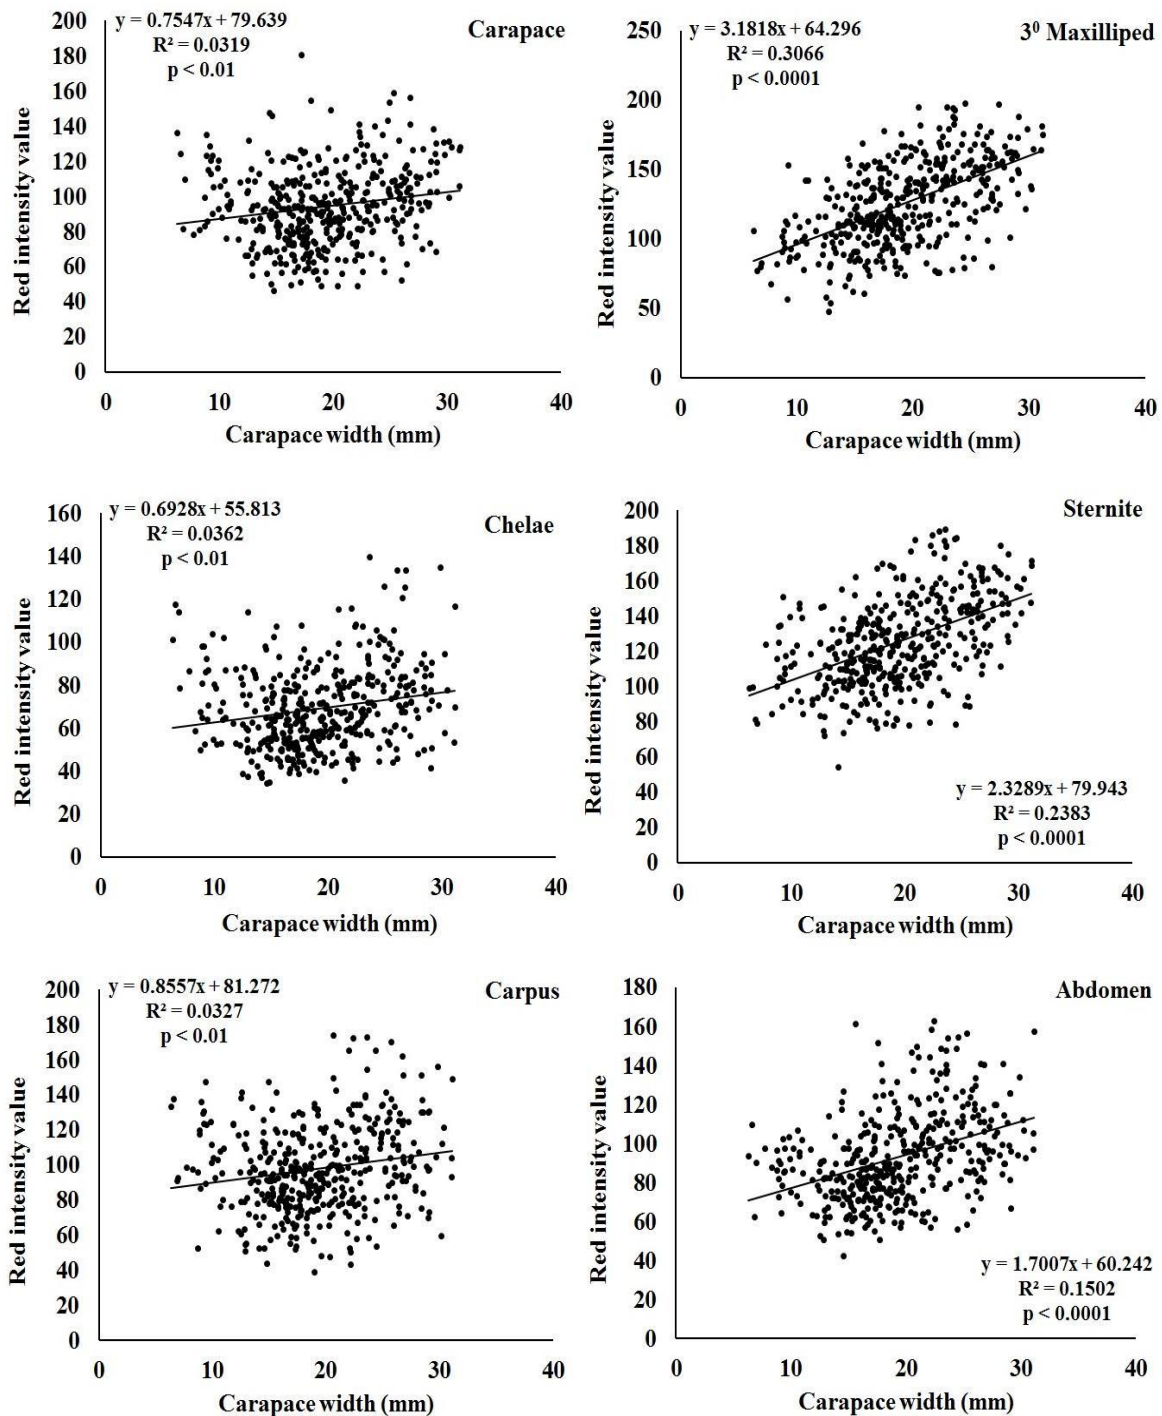 y = 0.7547x + 79.639
R² = 0.0319
p < 0.01
Carapace
Red intensity value
200
180
160
140
120
100
80
60
40
20
0
0 10 20 30 40
Carapace width (mm)
y = 3.1818x + 64.296
R² = 0.3066
p < 0.0001
3⁰ Maxilliped
Red intensity value
250
200
150
100
50
0
0 10 20 30 40
Carapace width (mm)
y = 0.6928x + 55.813
R² = 0.0362
p < 0.01
Chelae
Red intensity value
160
140
120
100
80
60
40
20
0
0 10 20 30 40
Carapace width (mm)
Sternite
Red intensity value
200
180
160
140
120
100
80
60
40
20
0
y = 2.3289x + 79.943
R² = 0.2383
p < 0.0001
0 10 20 30 40
Carapace width (mm)
y = 0.8557x + 81.272
R² = 0.0327
p < 0.01
Carpus
Red intensity value
200
180
160
140
120
100
80
60
40
20
0
0 10 20 30 40
Carapace width (mm)
Abdomen
Red intensity value
180
160
140
120
100
80
60
40
20
0
y = 1.7007x + 60.242
R² = 0.1502
p < 0.0001
0 10 20 30 40
Carapace width (mm)